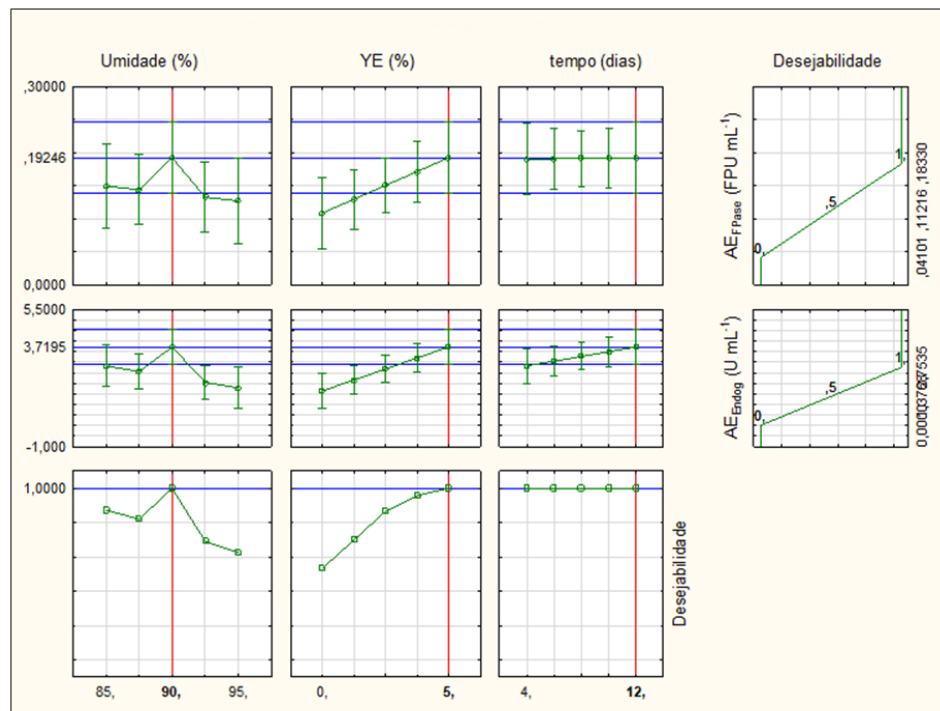 Umidade (%) YE (%) tempo (dias) Desejabilidade
,30000
,19246
0,0000
AE_FPase (FPU mL⁻¹)
0,
,5
1,
,04101 ,11216 ,18330
5,5000
3,7195
-1,000
AE_Endog (U mL⁻¹)
0,
,5
1,
1,0000
Desejabilidade
85, 90, 95, 0, 5, 4, 12,